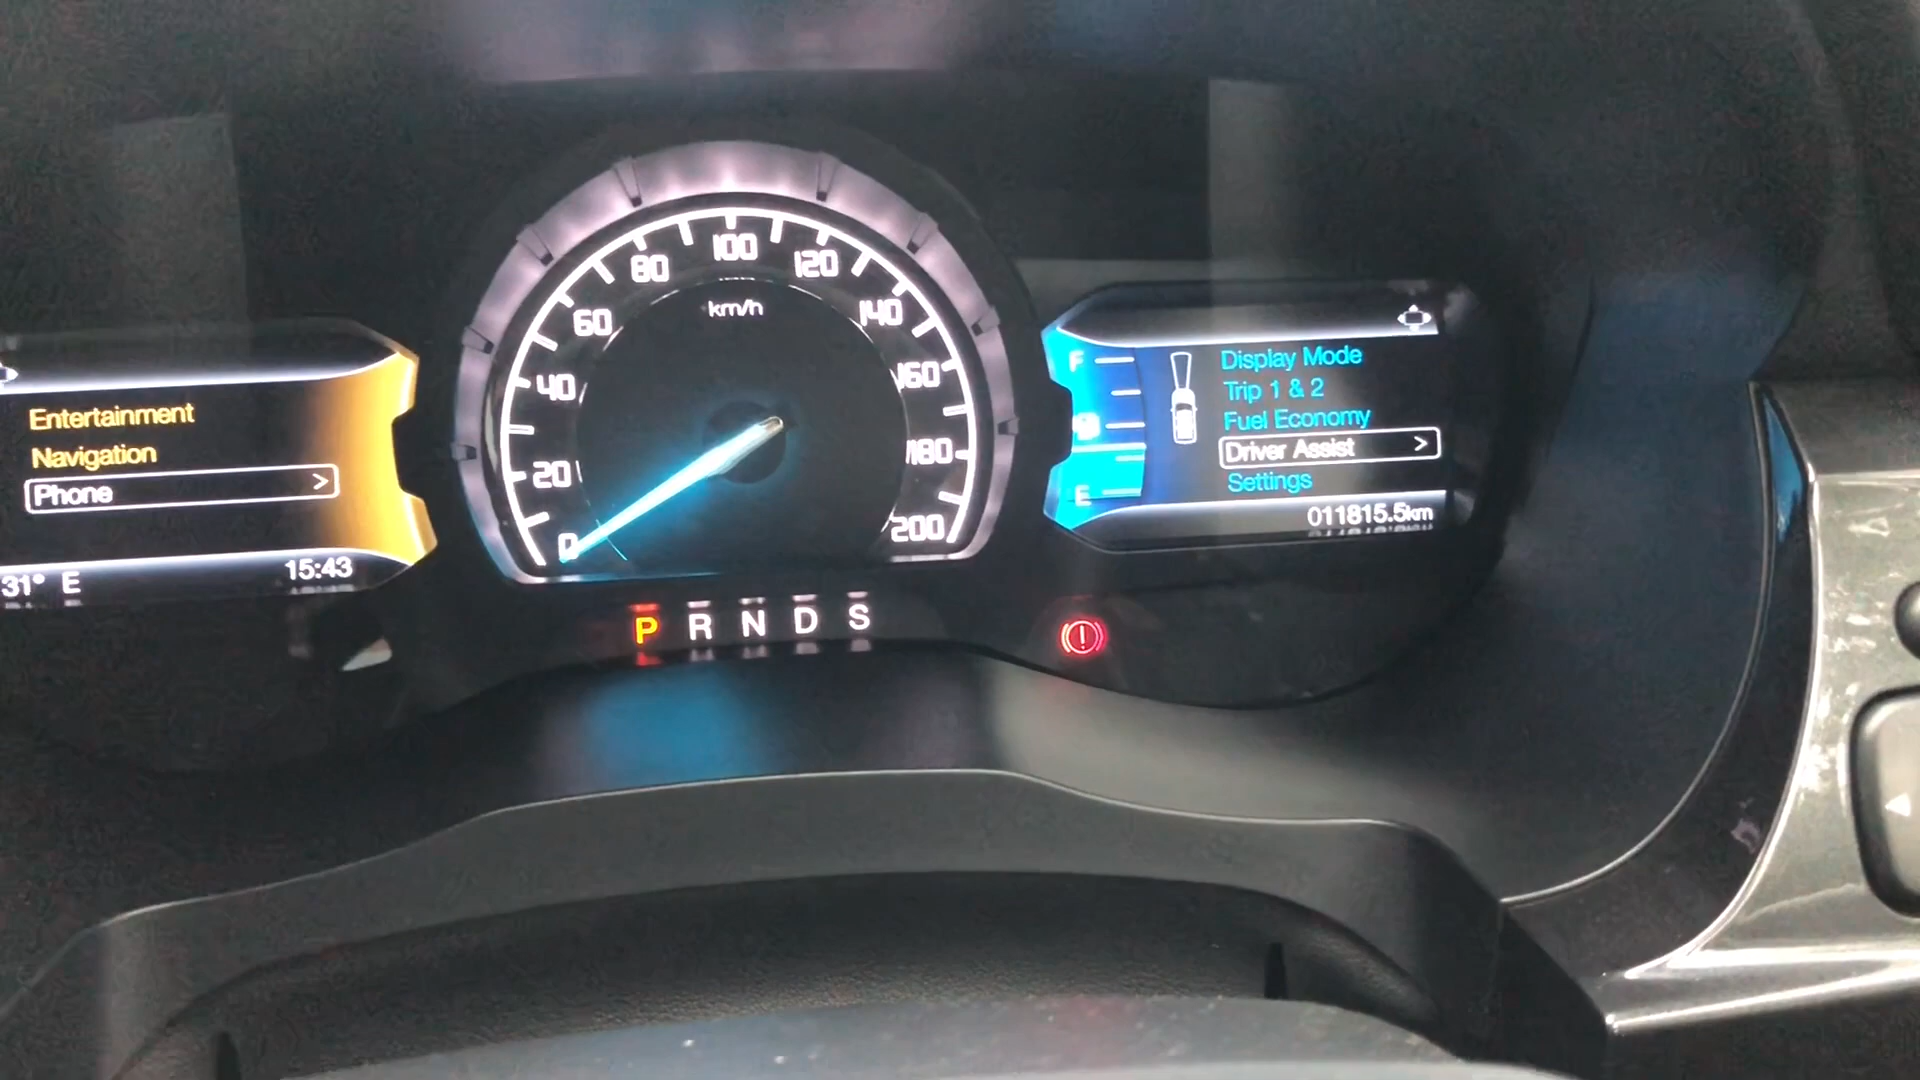 Entertainment
Navigation
Phone >
31° E 15:43
0
20
40
60
80
100
120
140
160
180
200
km/h
P R N D S
F
E
Display Mode
Trip 1 & 2
Fuel Economy
Driver Assist >
Settings
011815.5km